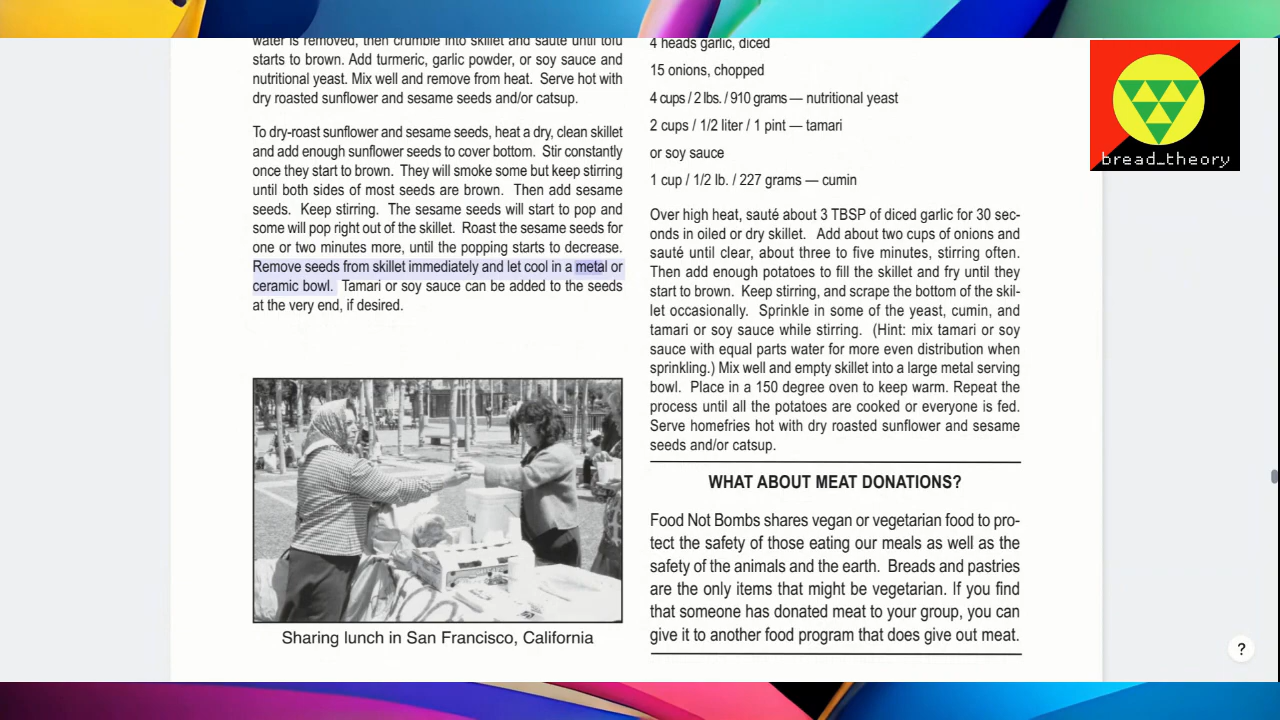 water is removed, then crumble into skillet and sauté until tofu
starts to brown. Add turmeric, garlic powder, or soy sauce and
nutritional yeast. Mix well and remove from heat. Serve hot with
dry roasted sunflower and sesame seeds and/or catsup.
To dry-roast sunflower and sesame seeds, heat a dry, clean skillet
and add enough sunflower seeds to cover bottom. Stir constantly
once they start to brown. They will smoke some but keep stirring
until both sides of most seeds are brown. Then add sesame
seeds. Keep stirring. The sesame seeds will start to pop and
some will pop right out of the skillet. Roast the sesame seeds for
one or two minutes more, until the popping starts to decrease.
Remove seeds from skillet immediately and let cool in a metal or
ceramic bowl. Tamari or soy sauce can be added to the seeds
at the very end, if desired.
Sharing lunch in San Francisco, California
4 heads garlic, diced
15 onions, chopped
4 cups / 2 lbs. / 910 grams — nutritional yeast
2 cups / 1/2 liter / 1 pint — tamari
or soy sauce
1 cup / 1/2 lb. / 227 grams — cumin
Over high heat, sauté about 3 TBSP of diced garlic for 30 sec-
onds in oiled or dry skillet. Add about two cups of onions and
sauté until clear, about three to five minutes, stirring often.
Then add enough potatoes to fill the skillet and fry until they
start to brown. Keep stirring, and scrape the bottom of the skil-
let occasionally. Sprinkle in some of the yeast, cumin, and
tamari or soy sauce while stirring. (Hint: mix tamari or soy
sauce with equal parts water for more even distribution when
sprinkling.) Mix well and empty skillet into a large metal serving
bowl. Place in a 150 degree oven to keep warm. Repeat the
process until all the potatoes are cooked or everyone is fed.
Serve homefries hot with dry roasted sunflower and sesame
seeds and/or catsup.
WHAT ABOUT MEAT DONATIONS?
Food Not Bombs shares vegan or vegetarian food to pro-
tect the safety of those eating our meals as well as the
safety of the animals and the earth. Breads and pastries
are the only items that might be vegetarian. If you find
that someone has donated meat to your group, you can
give it to another food program that does give out meat.
bread_theory
?